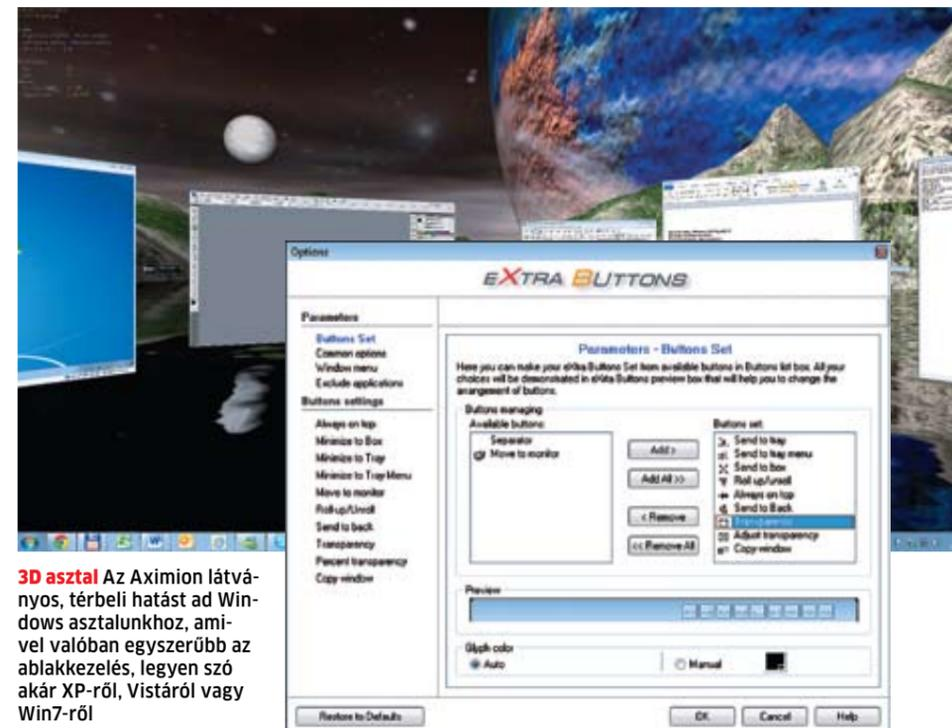 Options
EXTRA BUTTONS
Parameters
Buttons Set
Common options
Window menu
Exclude applications
Buttons settings
Always on top
Minimize to Box
Minimize to Tray
Minimize to Tray Menu
Move to monitor
Roll-up/Unroll
Send to back
Transparency
Percent transparency
Copy window
Parameters - Buttons Set
Here you can make your eXtra Buttons Set from available buttons in Buttons list box. All your
choices will be demonstrated in eXtra Buttons preview box that will help you to change the
arrangement of buttons.
Buttons managing
Available buttons:
Separator
Move to monitor
Add >
Add All >>
< Remove
<< Remove All
Buttons set:
Send to tray
Send to tray menu
Send to box
Roll up/unroll
Always on top
Send to Back
Transparency
Adjust transparency
Copy window
Preview
Glyph color
Auto
Manual
Restore to Defaults
OK
Cancel
Help
3D asztal Az Aximion látvá-
nyos, térbeli hatást ad Win-
dows asztalunkhoz, ami-
vel valóban egyszerűbb az
ablakkezelés, legyen szó
akár XP-ről, Vistáról vagy
Win7-ről